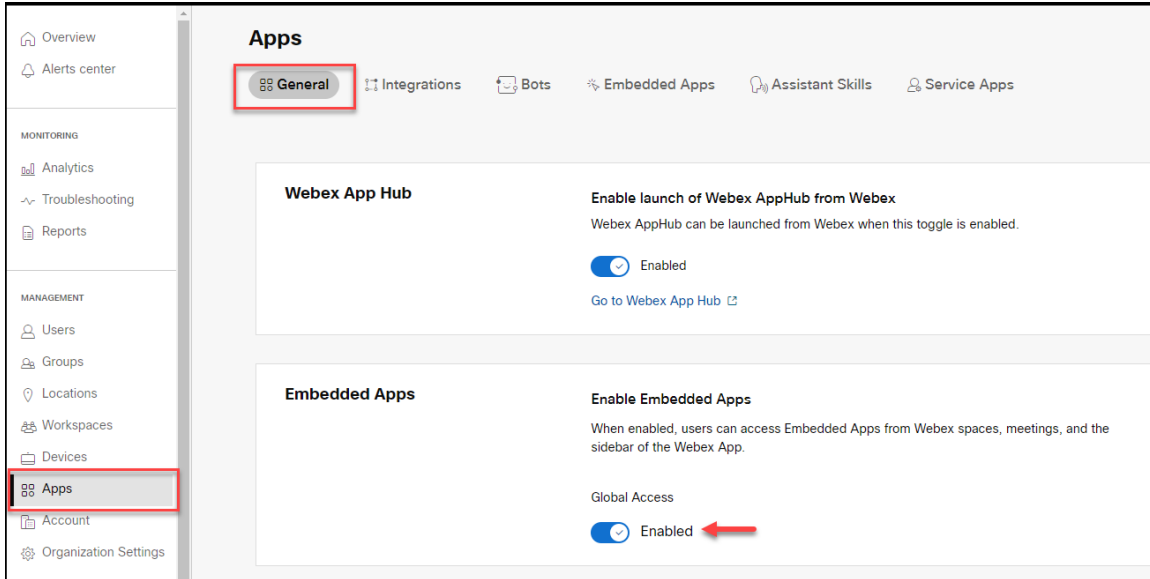 Overview
Alerts center
MONITORING
Analytics
Troubleshooting
Reports
MANAGEMENT
Users
Groups
Locations
Workspaces
Devices
Apps
Account
Organization Settings
Apps
General Integrations Bots Embedded Apps Assistant Skills Service Apps
Webex App Hub
Enable launch of Webex AppHub from Webex
Webex AppHub can be launched from Webex when this toggle is enabled.
Enabled
Go to Webex App Hub
Embedded Apps
Enable Embedded Apps
When enabled, users can access Embedded Apps from Webex spaces, meetings, and the
sidebar of the Webex App.
Global Access
Enabled